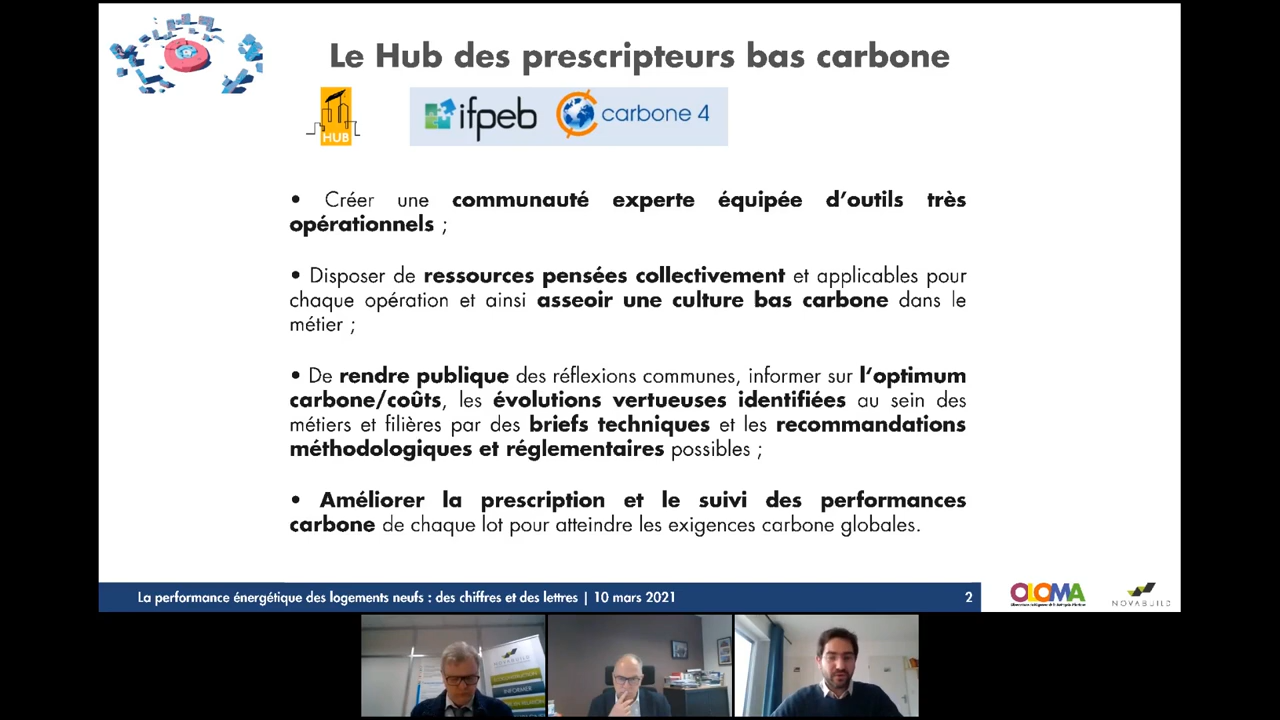 Le Hub des prescripteurs bas carbone
HUB
ifpeb
carbone 4
• Créer une communauté experte équipée d'outils très
opérationnels ;
• Disposer de ressources pensées collectivement et applicables pour
chaque opération et ainsi asseoir une culture bas carbone dans le
métier ;
• De rendre publique des réflexions communes, informer sur l'optimum
carbone/coûts, les évolutions vertueuses identifiées au sein des
métiers et filières par des briefs techniques et les recommandations
méthodologiques et réglementaires possibles ;
• Améliorer la prescription et le suivi des performances
carbone de chaque lot pour atteindre les exigences carbone globales.
La performance énergétique des logements neufs : des chiffres et des lettres | 10 mars 2021
2
OLOMA
NOVABUILD
NOVABUILD
INFORMER